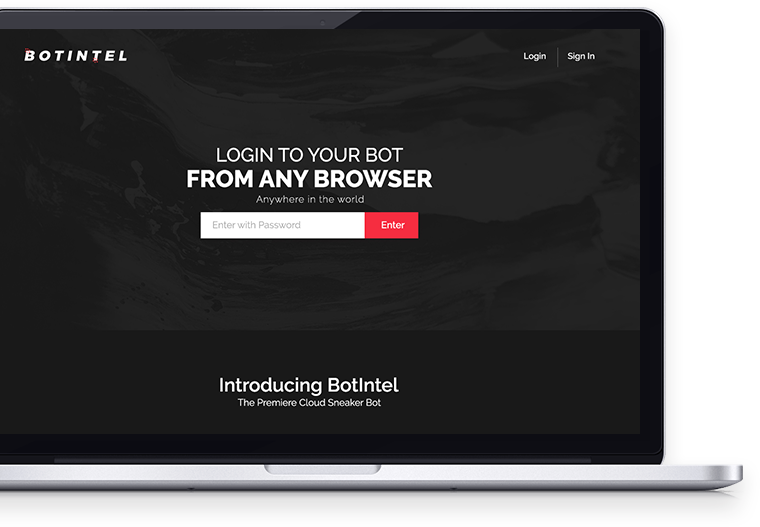 BOTINTEL
Login
Sign In
LOGIN TO YOUR BOT
FROM ANY BROWSER
Anywhere in the world
Enter with Password
Enter
Introducing BotIntel
The Premiere Cloud Sneaker Bot